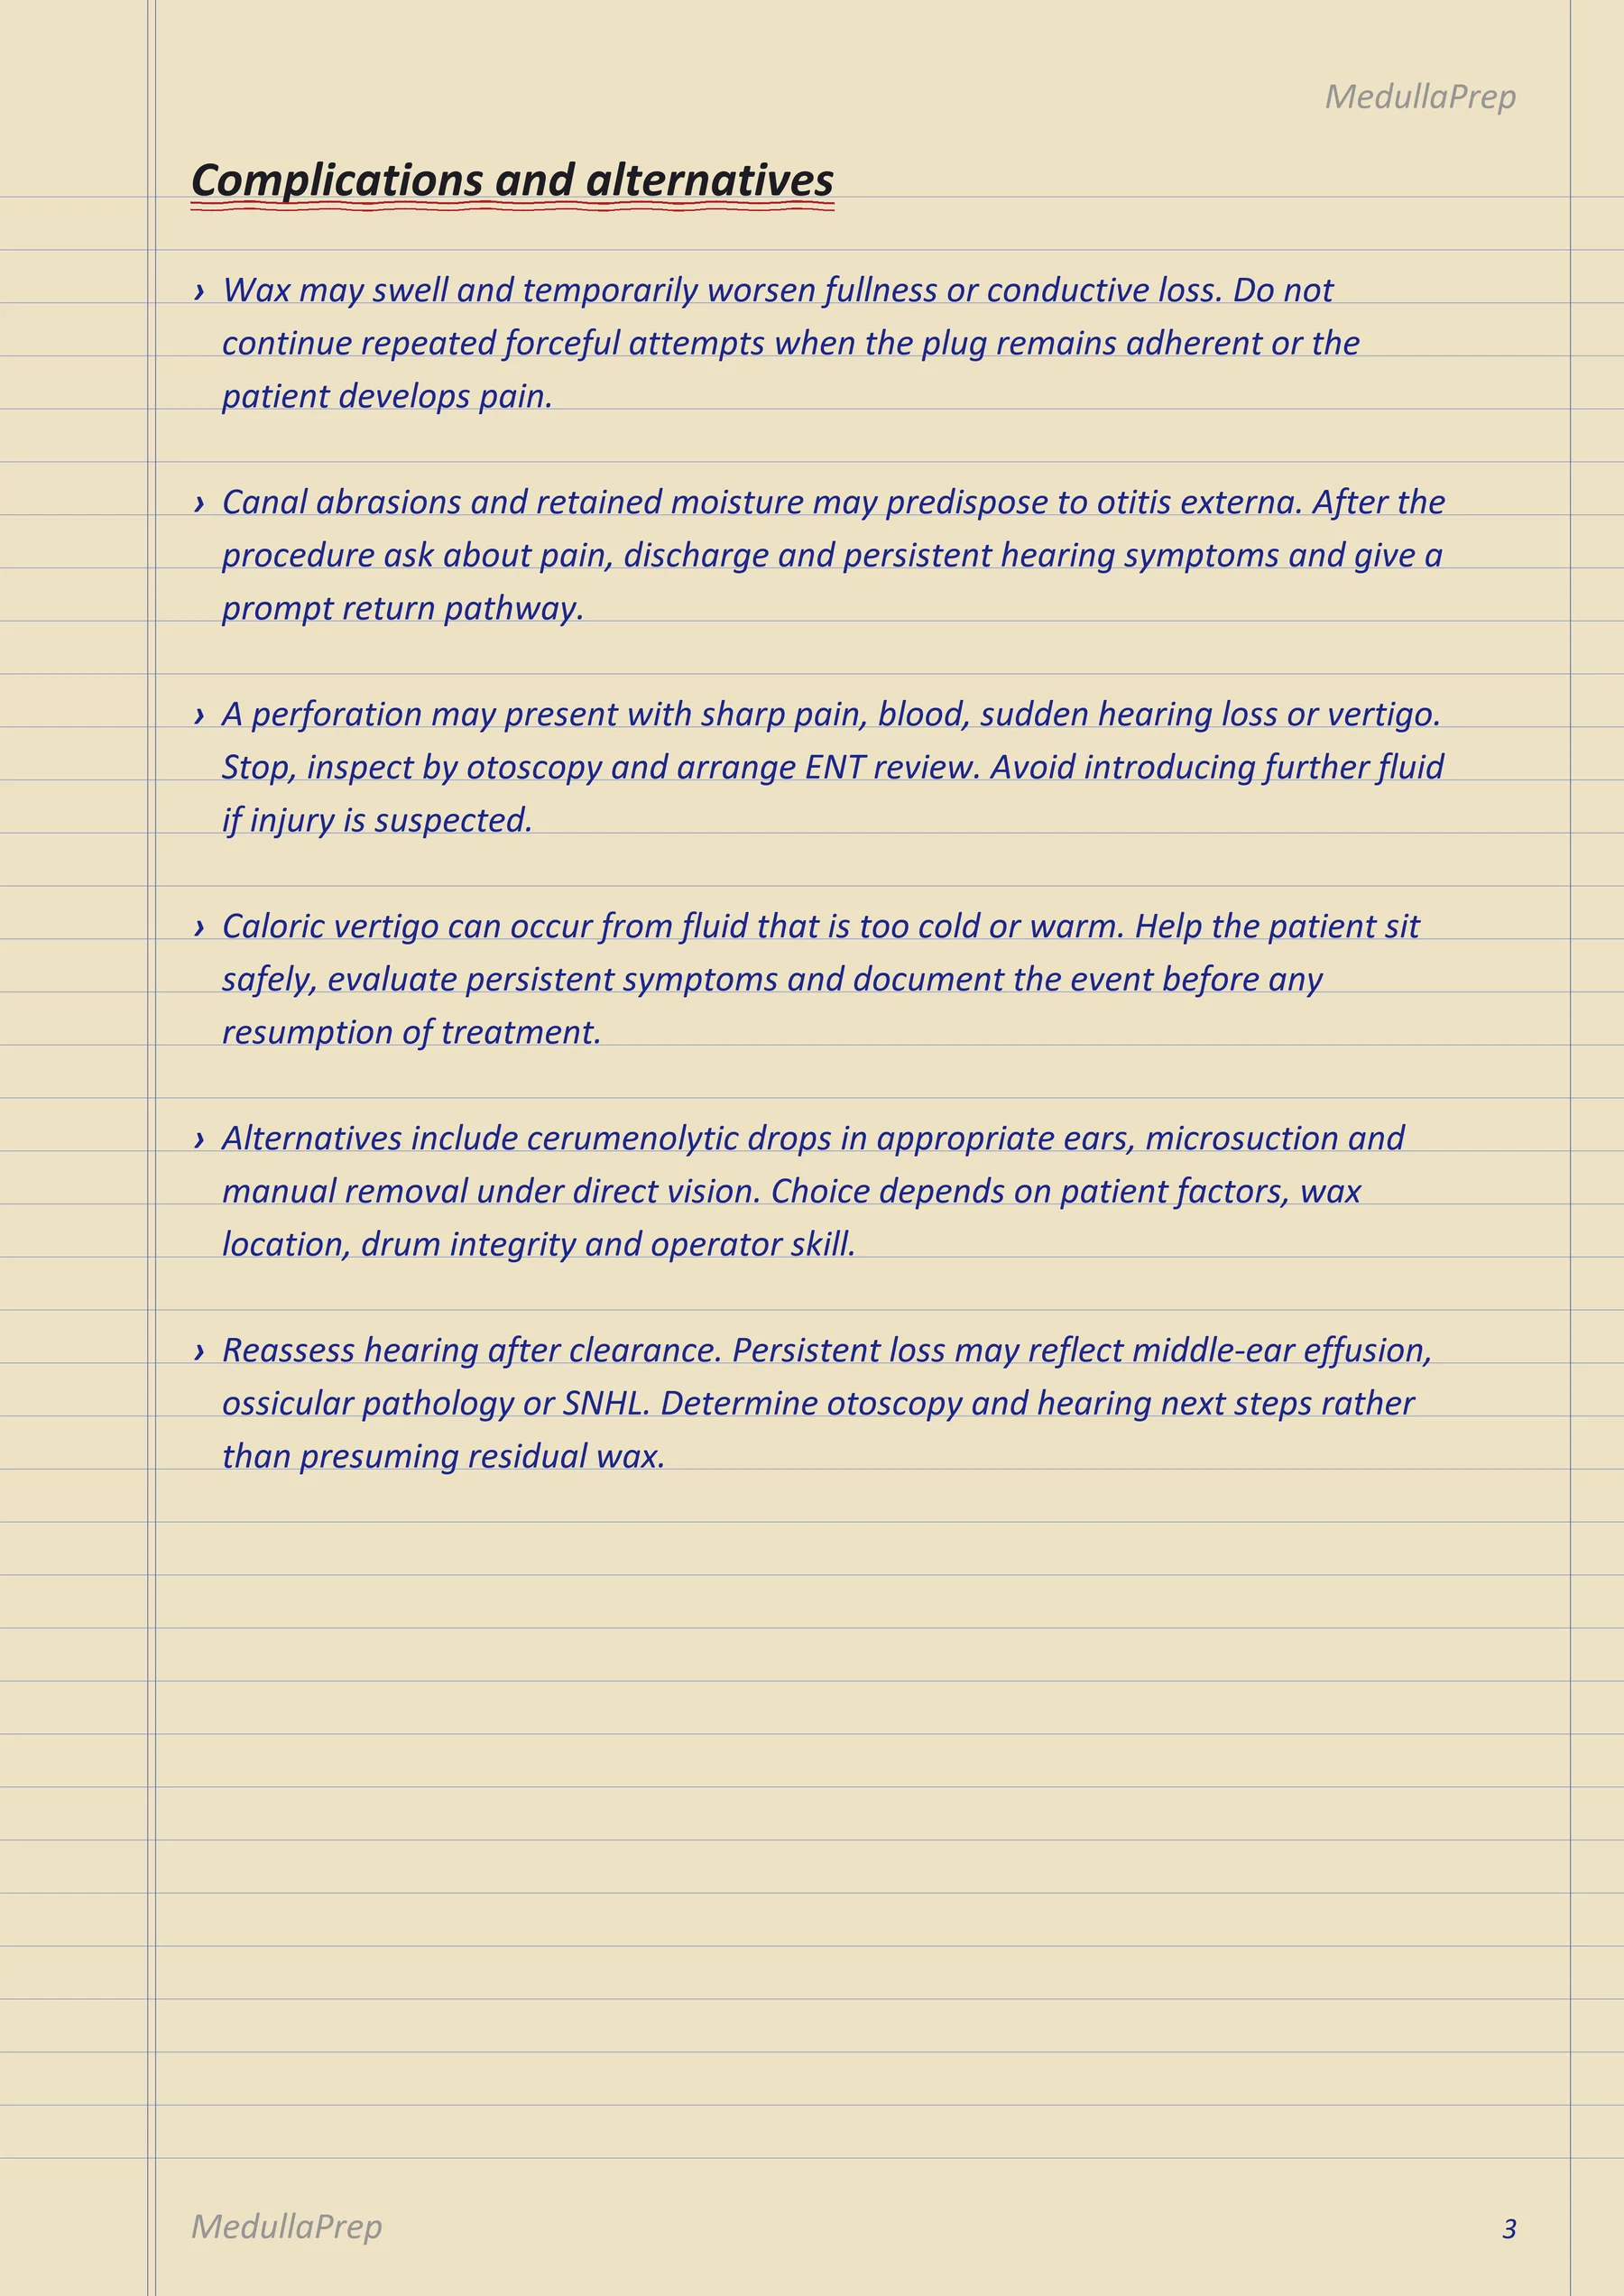 MedullaPrep
Complications and alternatives
› Wax may swell and temporarily worsen fullness or conductive loss. Do not
continue repeated forceful attempts when the plug remains adherent or the
patient develops pain.
› Canal abrasions and retained moisture may predispose to otitis externa. After the
procedure ask about pain, discharge and persistent hearing symptoms and give a
prompt return pathway.
› A perforation may present with sharp pain, blood, sudden hearing loss or vertigo.
Stop, inspect by otoscopy and arrange ENT review. Avoid introducing further fluid
if injury is suspected.
› Caloric vertigo can occur from fluid that is too cold or warm. Help the patient sit
safely, evaluate persistent symptoms and document the event before any
resumption of treatment.
› Alternatives include cerumenolytic drops in appropriate ears, microsuction and
manual removal under direct vision. Choice depends on patient factors, wax
location, drum integrity and operator skill.
› Reassess hearing after clearance. Persistent loss may reflect middle-ear effusion,
ossicular pathology or SNHL. Determine otoscopy and hearing next steps rather
than presuming residual wax.
MedullaPrep
3